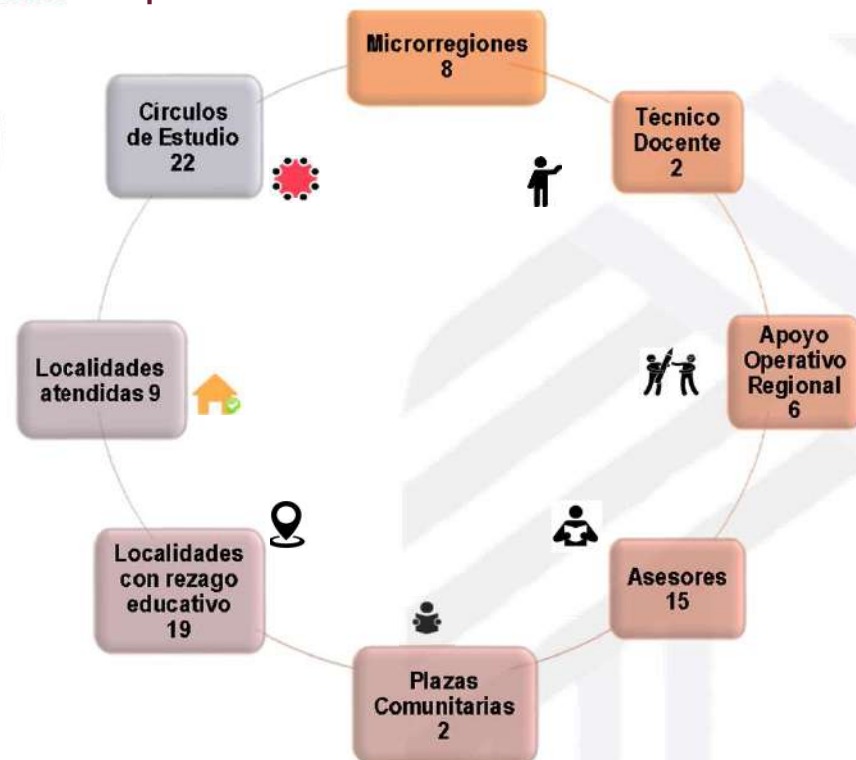 Microrregiones
8
Técnico
Docente
2
Apoyo
Operativo
Regional
6
Asesores
15
Plazas
Comunitarias
2
Localidades
con rezago
educativo
19
Localidades
atendidas 9
Círculos
de Estudio
22